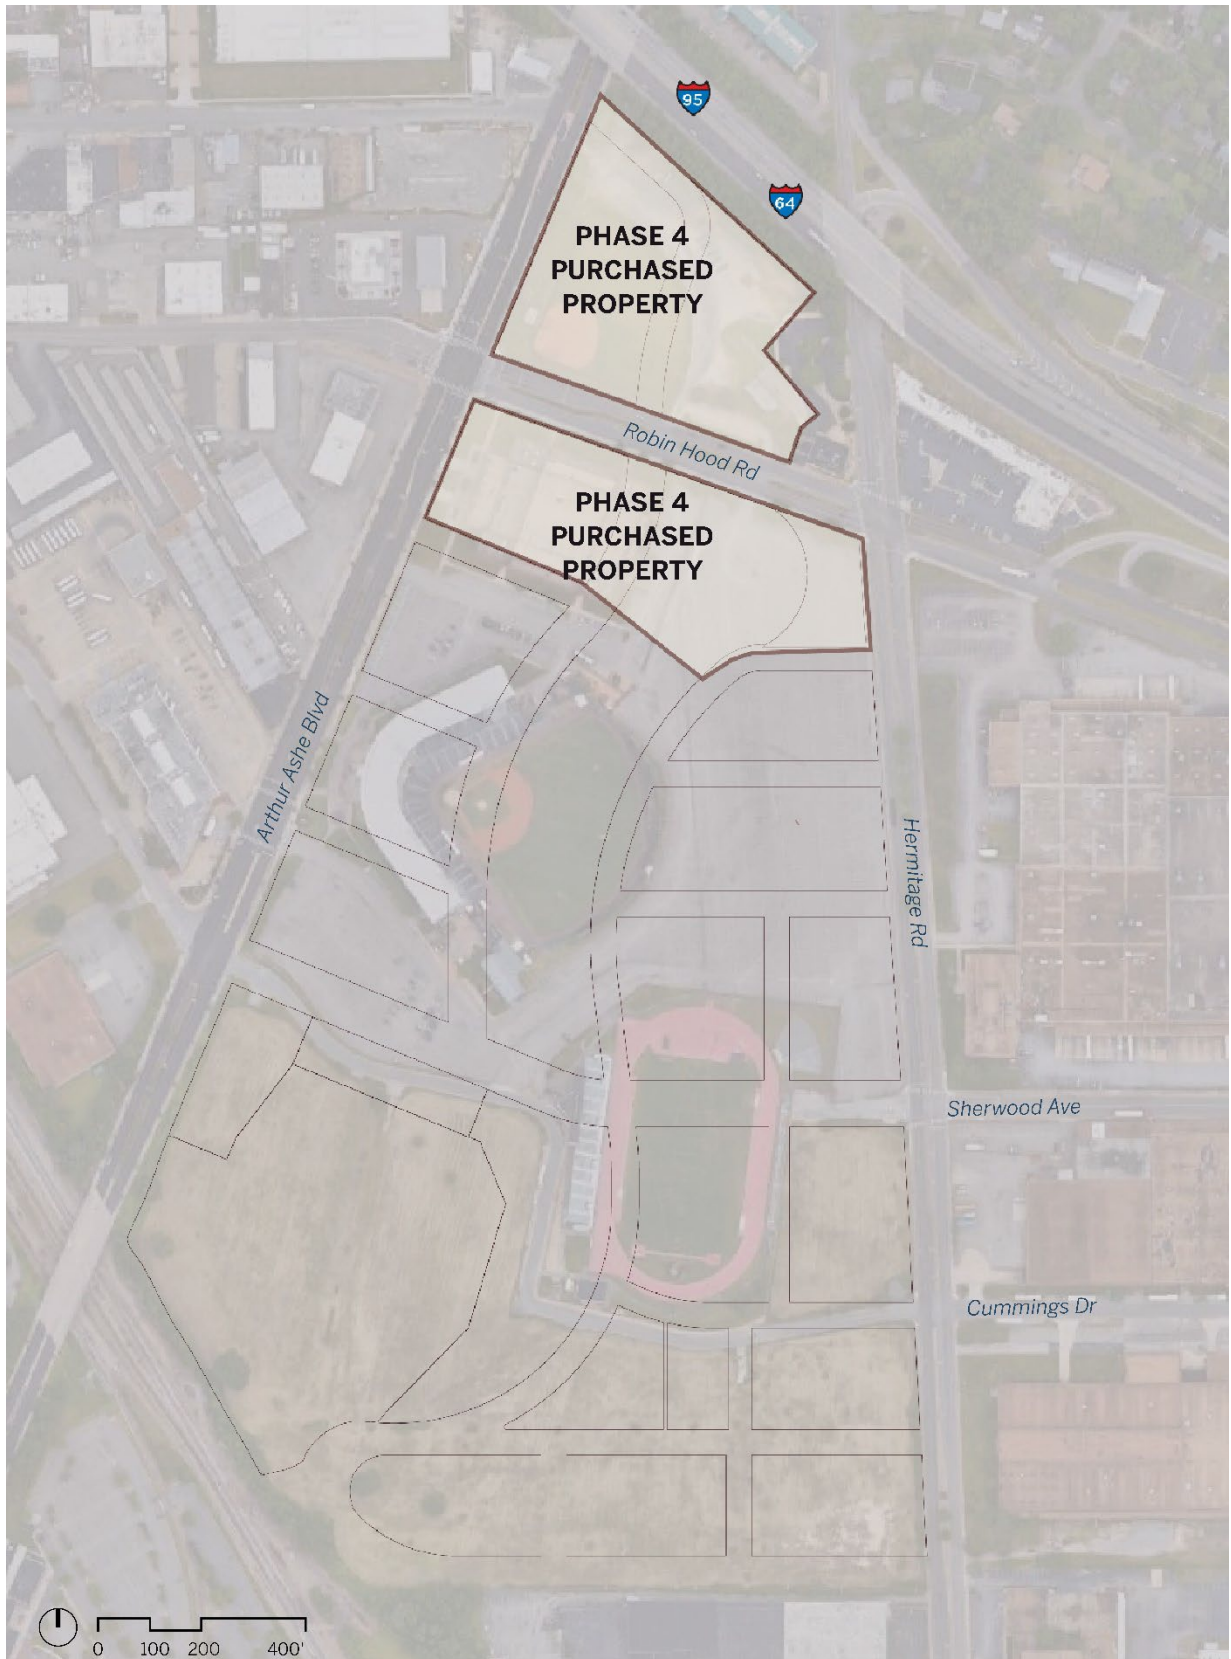 95
64
PHASE 4
PURCHASED
PROPERTY
Robin Hood Rd
PHASE 4
PURCHASED
PROPERTY
Arthur Ashe Blvd
Hermitage Rd
Sherwood Ave
Cummings Dr
0 100 200 400'